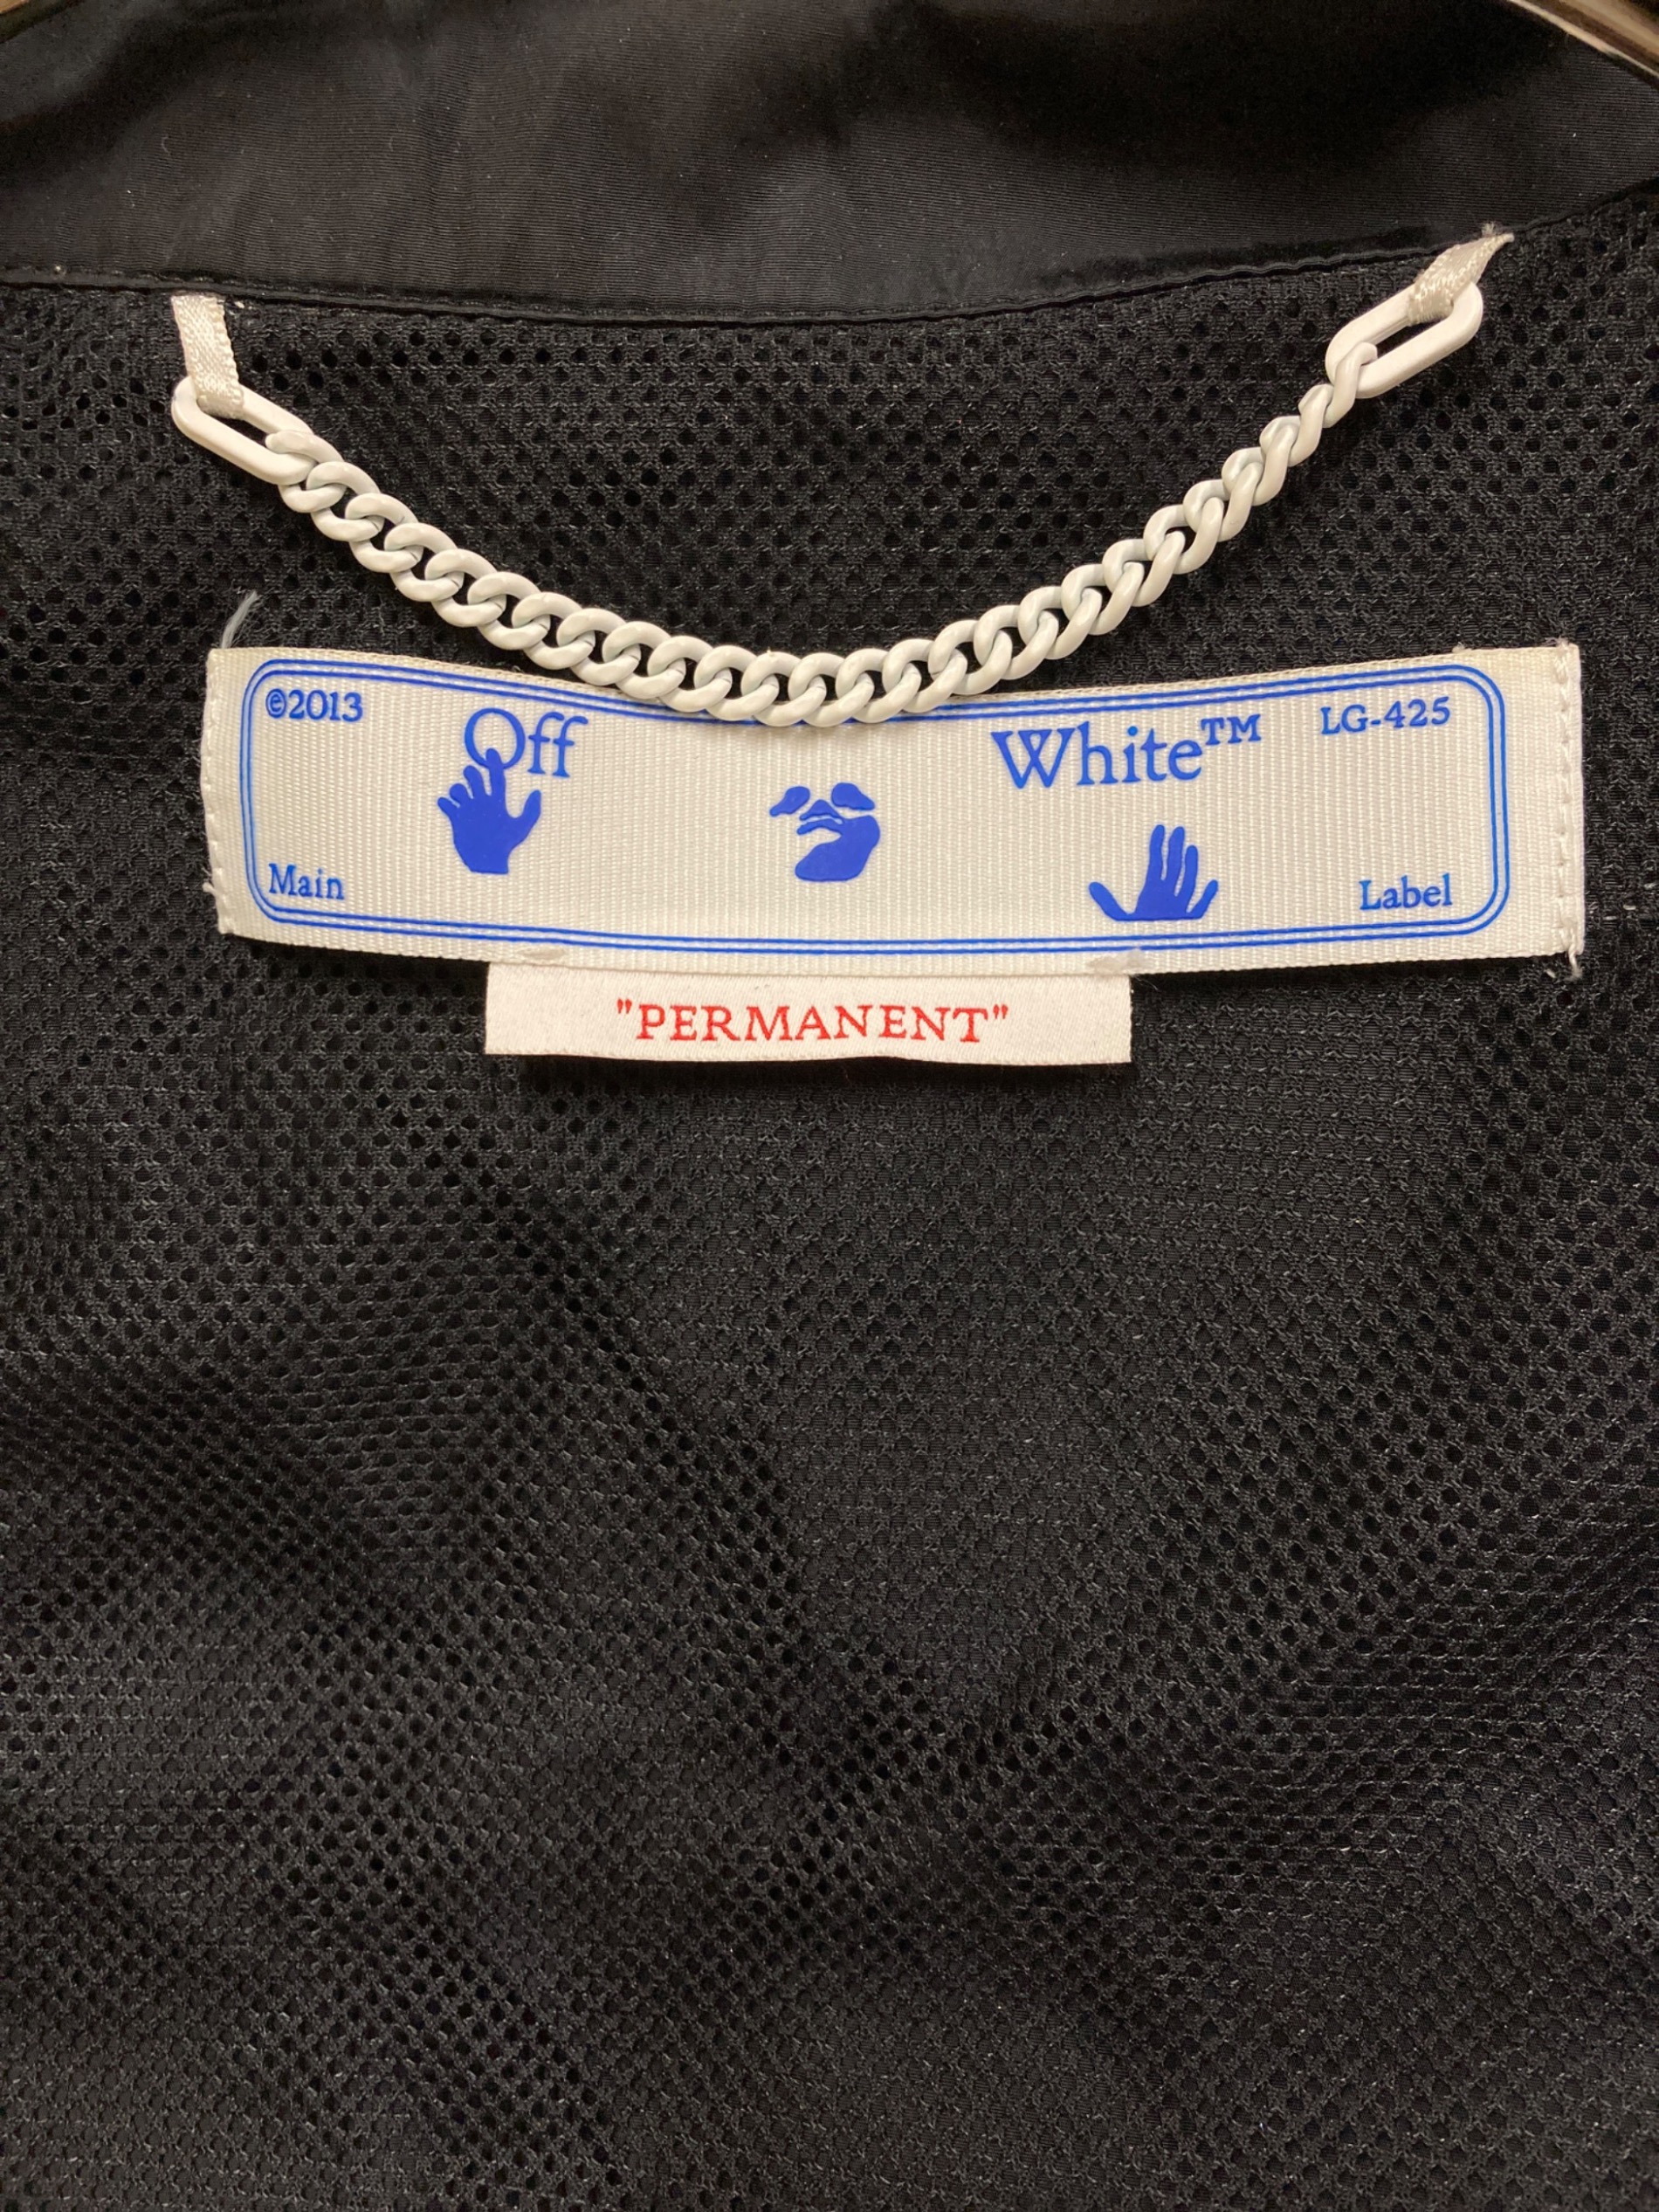 ©2013 Off White™ LG-425
Main Label
"PERMANENT"